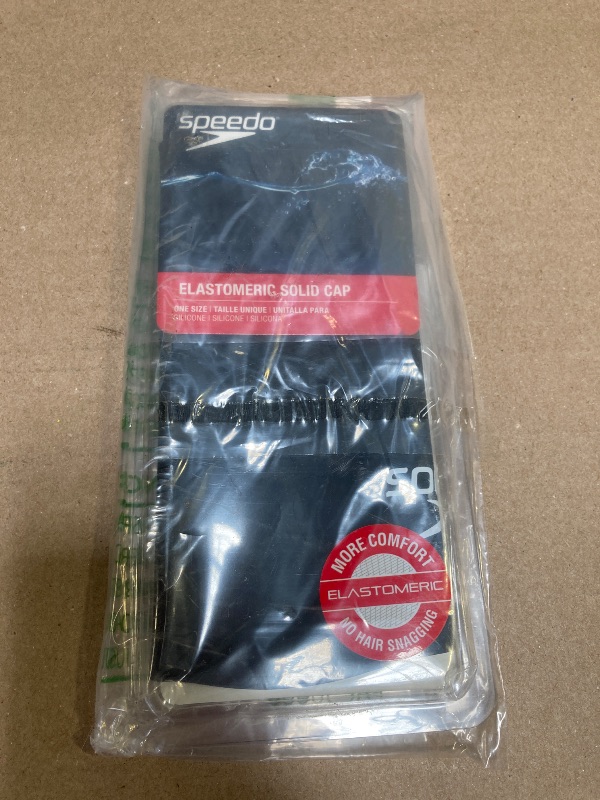 speedo
ELASTOMERIC SOLID CAP
ONE SIZE | TAILLE UNIQUE | UNITALLA PARA
SILICONE | SILICONE | SILICONA
MORE COMFORT
ELASTOMERIC
NO HAIR SNAGGING